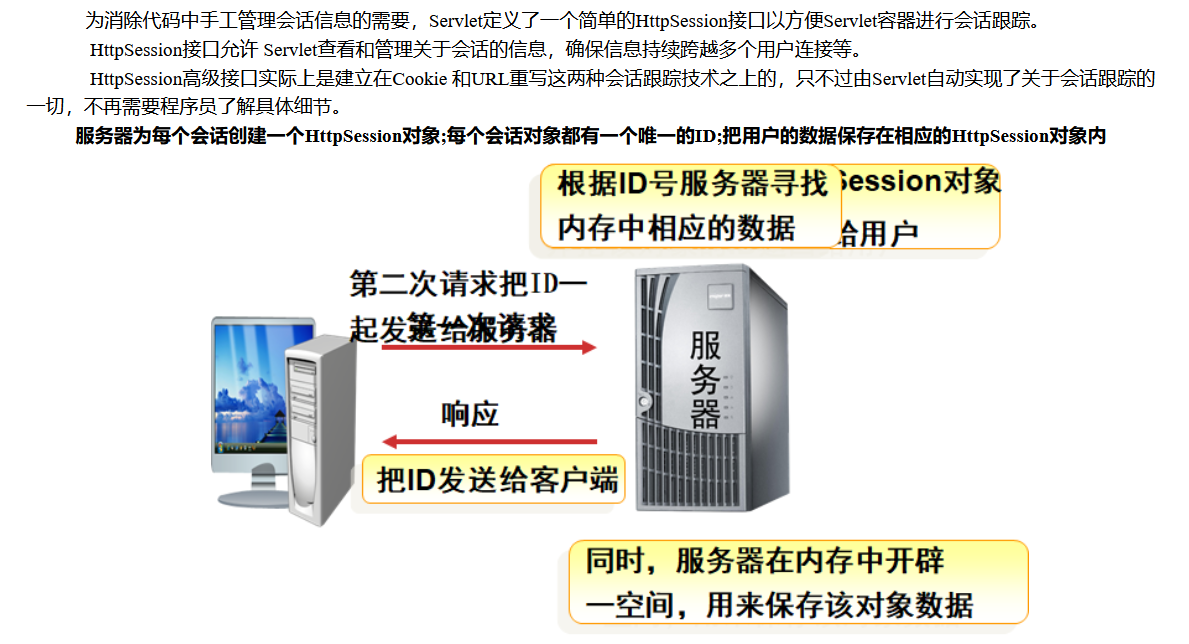 为消除代码中手工管理会话信息的需要，Servlet定义了一个简单的HttpSession接口以方便Servlet容器进行会话跟踪。
HttpSession接口允许 Servlet查看和管理关于会话的信息，确保信息持续跨越多个用户连接等。
HttpSession高级接口实际上是建立在Cookie 和URL重写这两种会话跟踪技术之上的，只不过由Servlet自动实现了关于会话跟踪的
一切，不再需要程序员了解具体细节。
服务器为每个会话创建一个HttpSession对象;每个会话对象都有一个唯一的ID;把用户的数据保存在相应的HttpSession对象内
根据ID号服务器寻找
内存中相应的数据
Session对象
给用户
第二次请求把ID一
起发送给服务器
第一次请求
服
务
器
响应
把ID发送给客户端
同时，服务器在内存中开辟
一空间，用来保存该对象数据